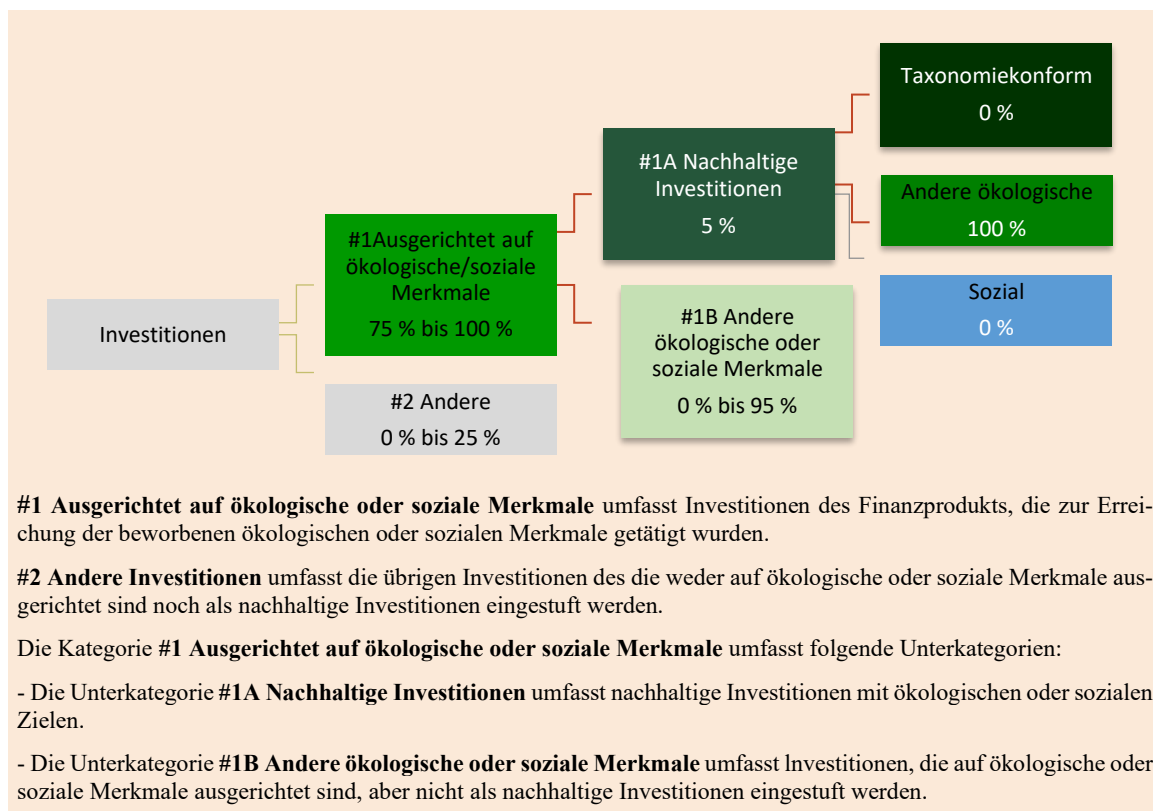 Taxonomiekonform
0 %
#1A Nachhaltige
Investitionen
5 %
Andere ökologische
100 %
#1Ausgerichtet auf
ökologische/soziale
Merkmale
75 % bis 100 %
Sozial
0 %
Investitionen
#1B Andere
ökologische oder
soziale Merkmale
0 % bis 95 %
#2 Andere
0 % bis 25 %
#1 Ausgerichtet auf ökologische oder soziale Merkmale umfasst Investitionen des Finanzprodukts, die zur Errei-
chung der beworbenen ökologischen oder sozialen Merkmale getätigt wurden.
#2 Andere Investitionen umfasst die übrigen Investitionen des die weder auf ökologische oder soziale Merkmale aus-
gerichtet sind noch als nachhaltige Investitionen eingestuft werden.
Die Kategorie #1 Ausgerichtet auf ökologische oder soziale Merkmale umfasst folgende Unterkategorien:
- Die Unterkategorie #1A Nachhaltige Investitionen umfasst nachhaltige Investitionen mit ökologischen oder sozialen
Zielen.
- Die Unterkategorie #1B Andere ökologische oder soziale Merkmale umfasst lnvestitionen, die auf ökologische oder
soziale Merkmale ausgerichtet sind, aber nicht als nachhaltige Investitionen eingestuft werden.